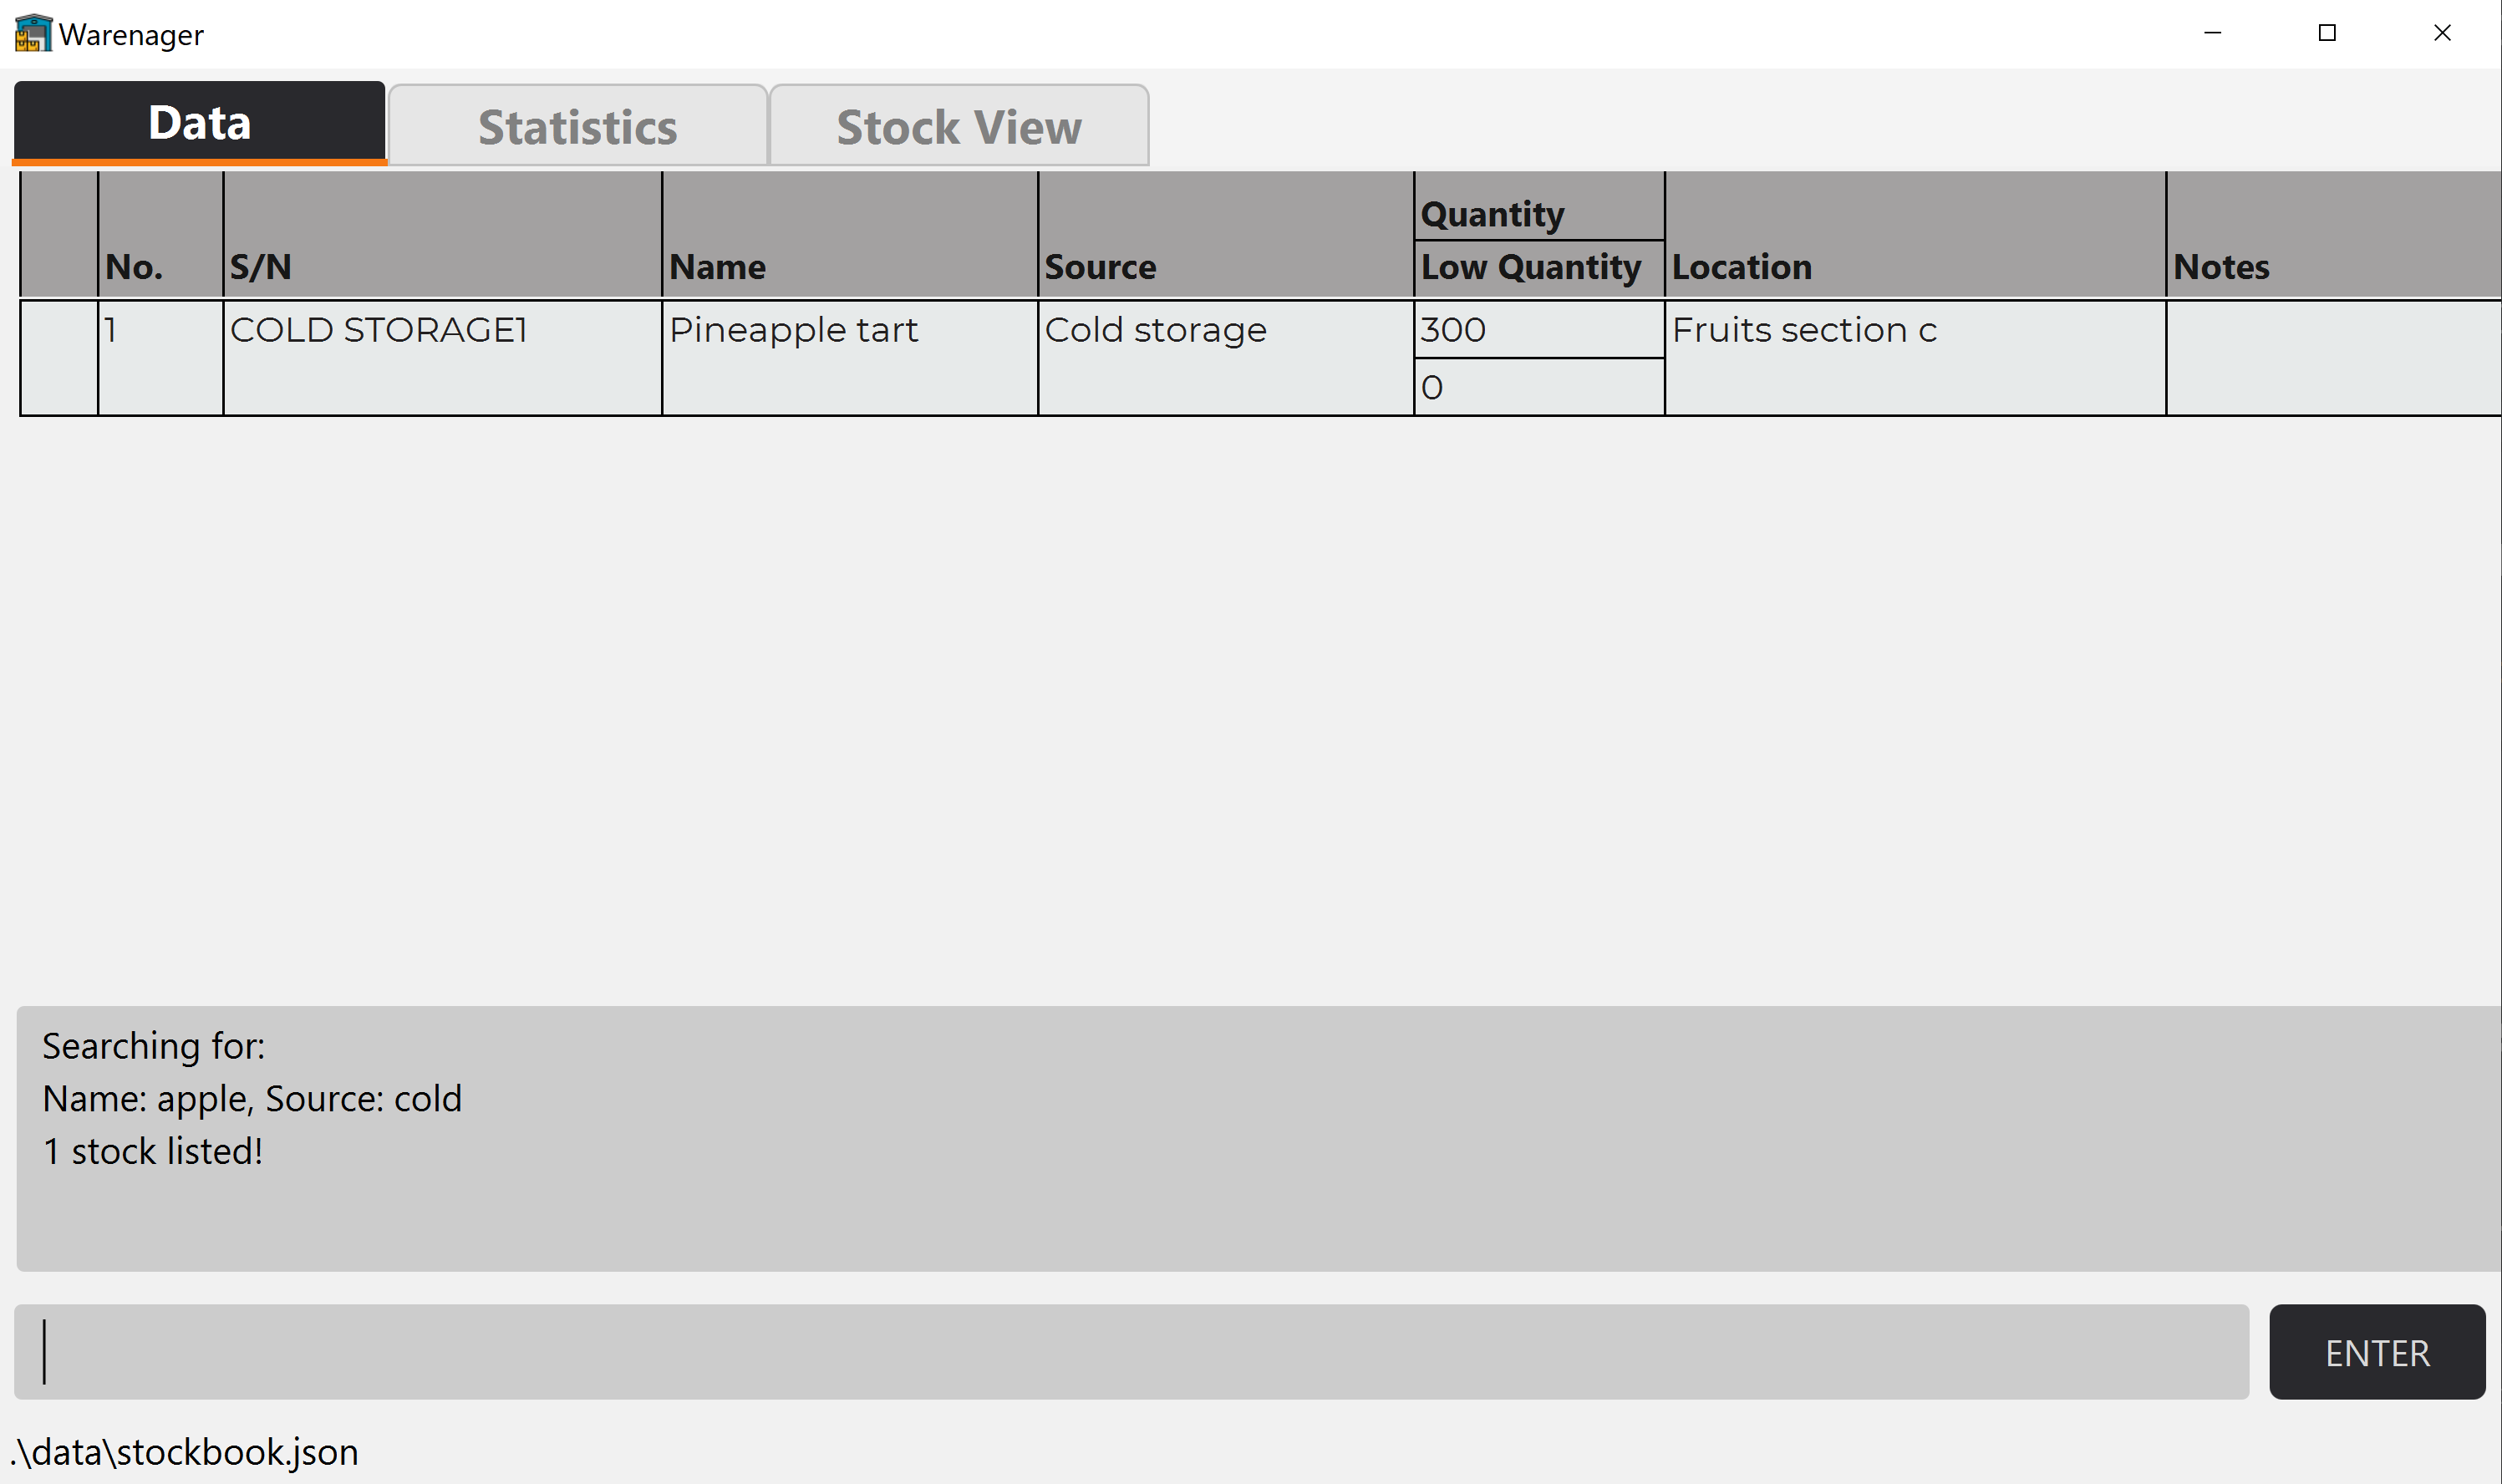 Warenager
Data Statistics Stock View
No. S/N Name Source Quantity Location Notes
Low Quantity
1 COLD STORAGE1 Pineapple tart Cold storage 300 Fruits section c
0
Searching for:
Name: apple, Source: cold
1 stock listed!
ENTER
.\data\stockbook.json